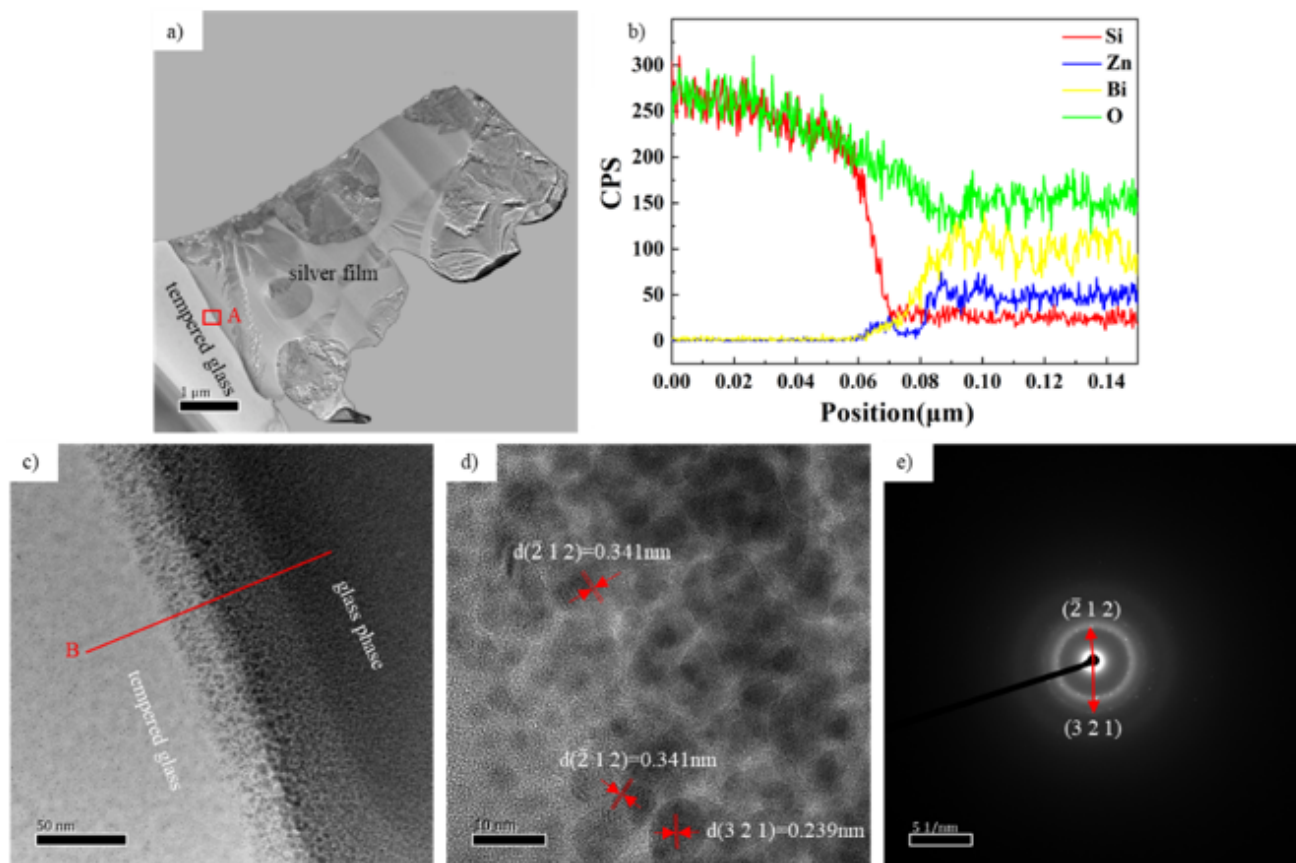 a)
silver film
tempered glass
A
1 μm
b)
Si
Zn
Bi
O
300
250
200
150
100
50
0
CPS
0.00 0.02 0.04 0.06 0.08 0.10 0.12 0.14
Position(μm)
c)
B
glass phase
tempered glass
50 nm
d)
d(2̄ 1 2)=0.341nm
d(2̄ 1 2)=0.341nm
d(3 2 1)=0.239nm
10 nm
e)
(2̄ 1 2)
(3 2 1)
5 1/nm